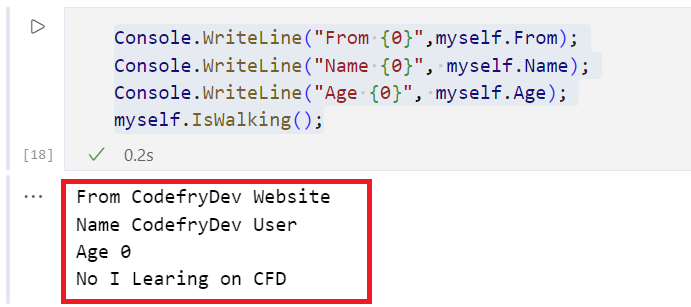 Console.WriteLine("From {0}",myself.From);
Console.WriteLine("Name {0}", myself.Name);
Console.WriteLine("Age {0}", myself.Age);
myself.IsWalking();
[18]
0.2s
From CodefryDev Website
Name CodefryDev User
Age 0
No I Learing on CFD